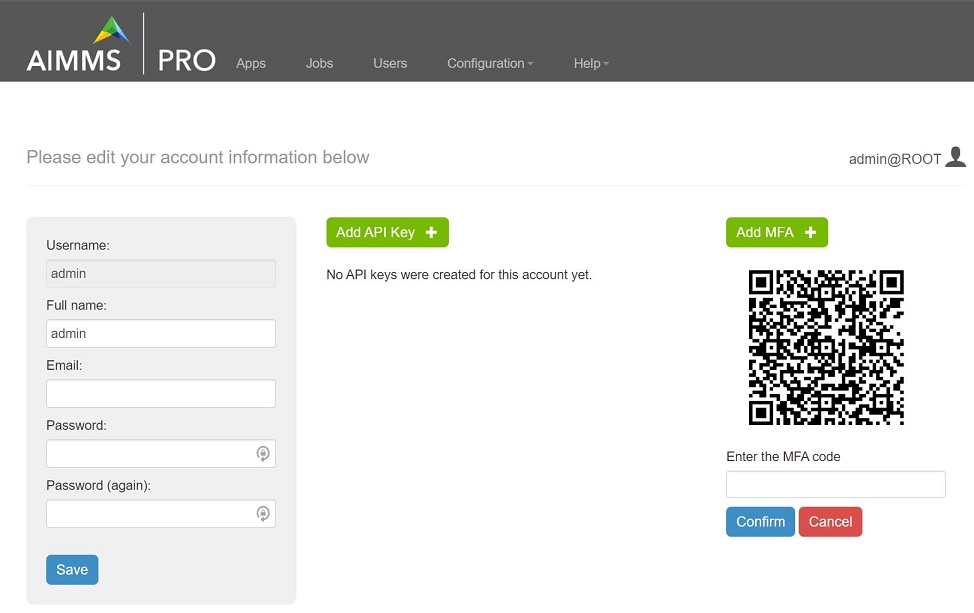 AIMMS PRO
Apps Jobs Users Configuration Help
Please edit your account information below
admin@ROOT
Username:
admin
Full name:
admin
Email:
Password:
Password (again):
Save
Add API Key +
No API keys were created for this account yet.
Add MFA +
Enter the MFA code
Confirm Cancel